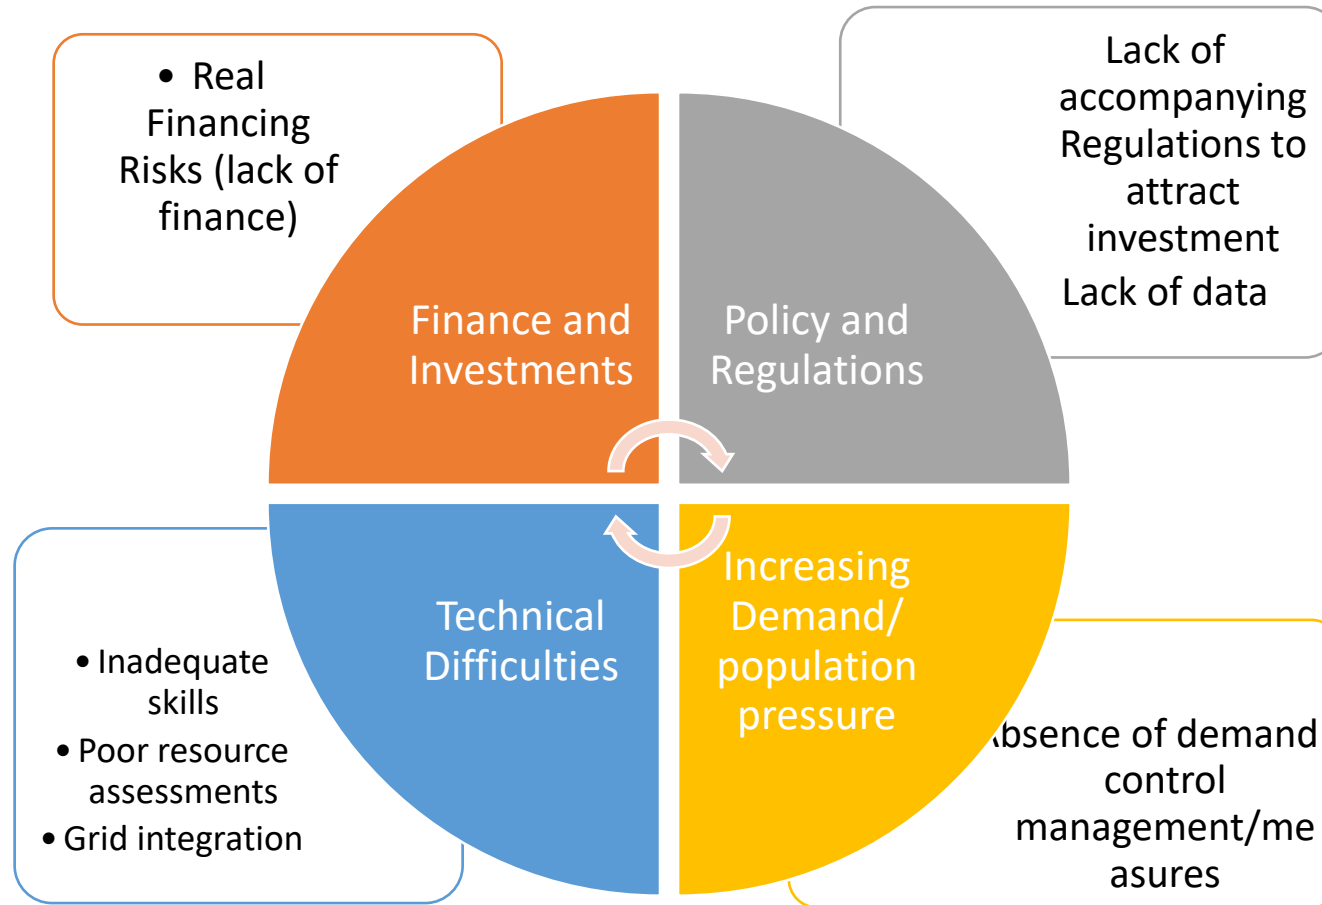 • Real
Financing
Risks (lack of
finance)
Lack of
accompanying
Regulations to
attract
investment
Lack of data
Finance and
Investments
Policy and
Regulations
Technical
Difficulties
Increasing
Demand/
population
pressure
• Inadequate
skills
• Poor resource
assessments
• Grid integration
Absence of demand
control
management/me
asures